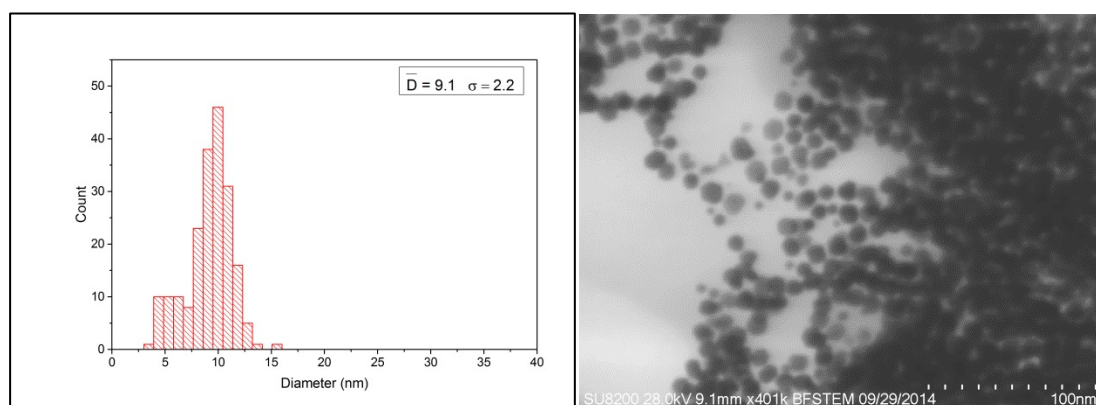 50
40
30
20
10
0
Count
D̅ = 9.1 σ = 2.2
0 5 10 15 20 25 30 35 40
Diameter (nm)
SU8200 28.0kV 9.1mm x401k BFSTEM 09/29/2014 100nm